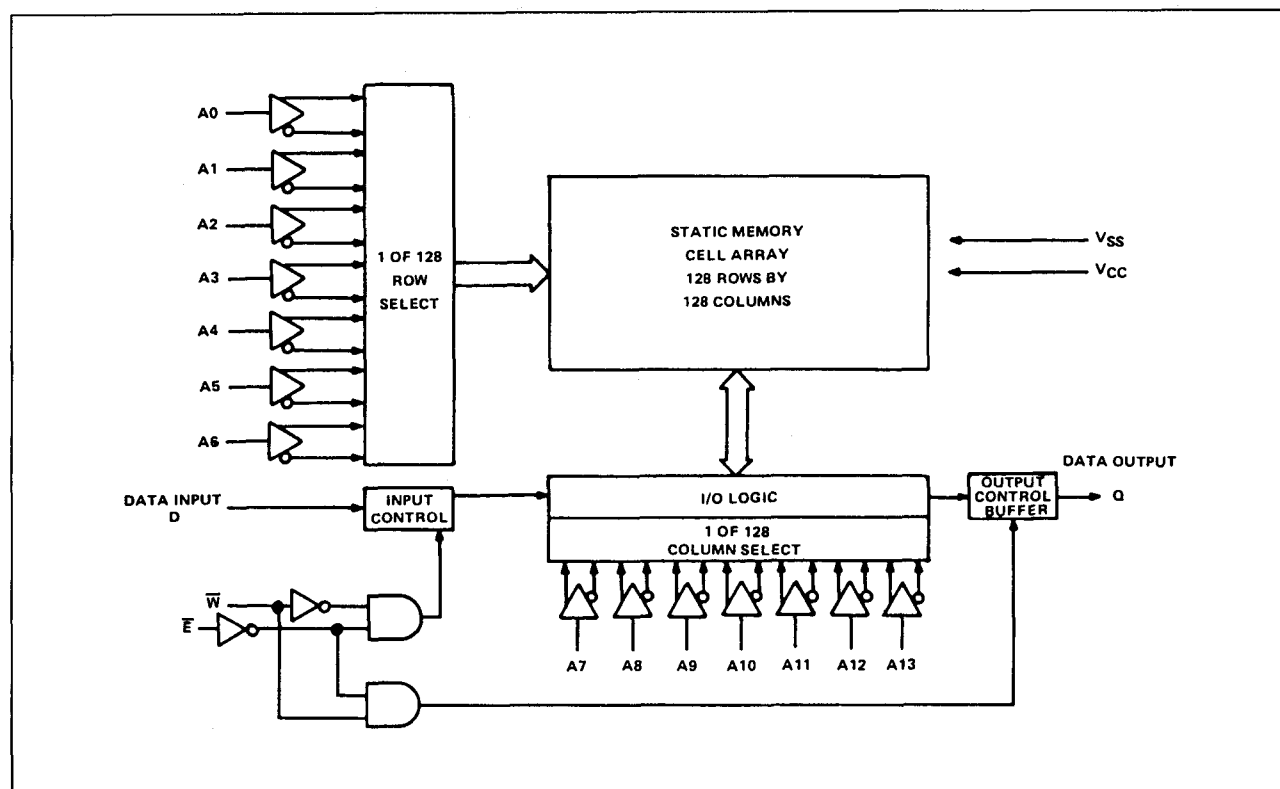 A0
A1
A2
A3
A4
A5
A6
1 OF 128
ROW
SELECT
STATIC MEMORY
CELL ARRAY
128 ROWS BY
128 COLUMNS
VSS
VCC
DATA INPUT
D
INPUT
CONTROL
I/O LOGIC
1 OF 128
COLUMN SELECT
OUTPUT
CONTROL
BUFFER
DATA OUTPUT
Q
W̅
E̅
A7 A8 A9 A10 A11 A12 A13